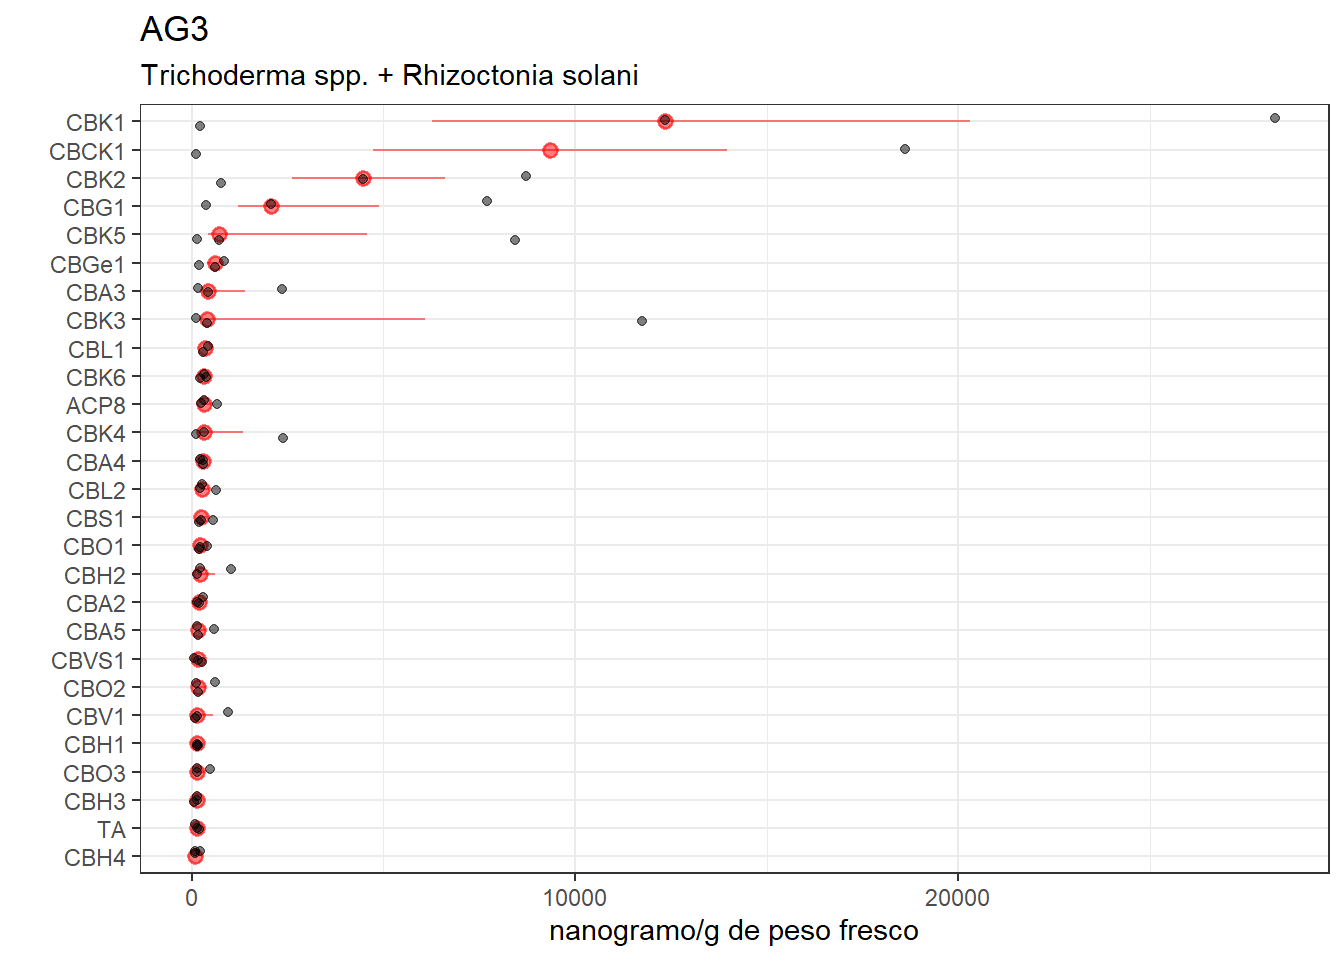 AG3
Trichoderma spp. + Rhizoctonia solani
CBK1
CBCK1
CBK2
CBG1
CBK5
CBGe1
CBA3
CBK3
CBL1
CBK6
ACP8
CBK4
CBA4
CBL2
CBS1
CBO1
CBH2
CBA2
CBA5
CBVS1
CBO2
CBV1
CBH1
CBO3
CBH3
TA
CBH4
0 10000 20000
nanogramo/g de peso fresco